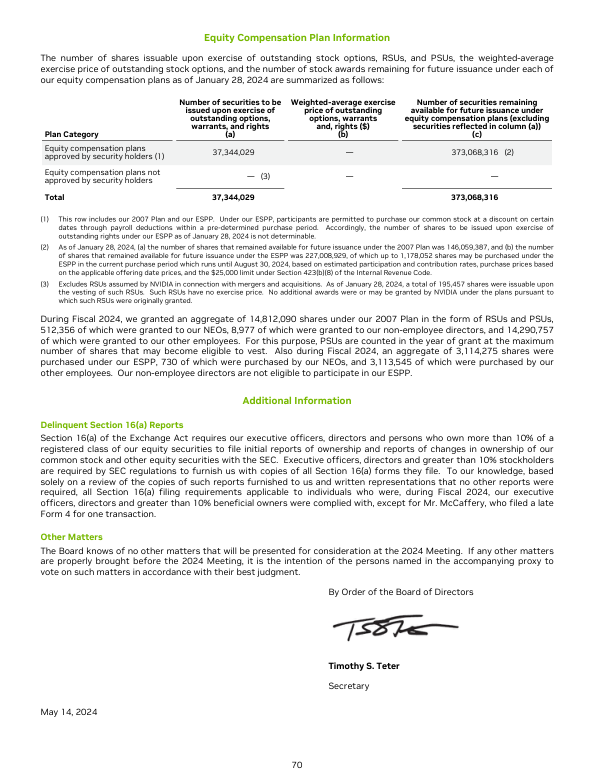 Equity Compensation Plan Information
The number of shares issuable upon exercise of outstanding stock options, RSUs, and PSUs, the weighted-average
exercise price of outstanding stock options, and the number of stock awards remaining for future issuance under each of
our equity compensation plans as of January 28, 2024 are summarized as follows:
Plan Category
Number of securities to be
issued upon exercise of
outstanding options,
warrants, and rights
(a)
Weighted-average exercise
price of outstanding
options, warrants
and, rights ($)
(b)
Number of securities remaining
available for future issuance under
equity compensation plans (excluding
securities reflected in column (a))
(c)
Equity compensation plans
approved by security holders (1)
37,344,029 — 373,068,316 (2)
Equity compensation plans not
approved by security holders
— (3) — —
Total 37,344,029 373,068,316
(1) This row includes our 2007 Plan and our ESPP. Under our ESPP, participants are permitted to purchase our common stock at a discount on certain
dates through payroll deductions within a pre-determined purchase period. Accordingly, the number of shares to be issued upon exercise of
outstanding rights under our ESPP as of January 28, 2024 is not determinable.
(2) As of January 28, 2024, (a) the number of shares that remained available for future issuance under the 2007 Plan was 146,059,387, and (b) the number
of shares that remained available for future issuance under the ESPP was 227,008,929, of which up to 1,178,052 shares may be purchased under the
ESPP in the current purchase period which runs until August 30, 2024, based on estimated participation and contribution rates, purchase prices based
on the applicable offering date prices, and the $25,000 limit under Section 423(b)(8) of the Internal Revenue Code.
(3) Excludes RSUs assumed by NVIDIA in connection with mergers and acquisitions. As of January 28, 2024, a total of 195,457 shares were issuable upon
the vesting of such RSUs. Such RSUs have no exercise price. No additional awards were or may be granted by NVIDIA under the plans pursuant to
which such RSUs were originally granted.
During Fiscal 2024, we granted an aggregate of 14,812,090 shares under our 2007 Plan in the form of RSUs and PSUs,
512,356 of which were granted to our NEOs, 8,977 of which were granted to our non-employee directors, and 14,290,757
of which were granted to our other employees. For this purpose, PSUs are counted in the year of grant at the maximum
number of shares that may become eligible to vest. Also during Fiscal 2024, an aggregate of 3,114,275 shares were
purchased under our ESPP, 730 of which were purchased by our NEOs, and 3,113,545 of which were purchased by our
other employees. Our non-employee directors are not eligible to participate in our ESPP.
Additional Information
Delinquent Section 16(a) Reports
Section 16(a) of the Exchange Act requires our executive officers, directors and persons who own more than 10% of a
registered class of our equity securities to file initial reports of ownership and reports of changes in ownership of our
common stock and other equity securities with the SEC. Executive officers, directors and greater than 10% stockholders
are required by SEC regulations to furnish us with copies of all Section 16(a) forms they file. To our knowledge, based
solely on a review of the copies of such reports furnished to us and written representations that no other reports were
required, all Section 16(a) filing requirements applicable to individuals who were, during Fiscal 2024, our executive
officers, directors and greater than 10% beneficial owners were complied with, except for Mr. McCaffery, who filed a late
Form 4 for one transaction.
Other Matters
The Board knows of no other matters that will be presented for consideration at the 2024 Meeting. If any other matters
are properly brought before the 2024 Meeting, it is the intention of the persons named in the accompanying proxy to
vote on such matters in accordance with their best judgment.
By Order of the Board of Directors
Timothy S. Teter
Secretary
May 14, 2024
70